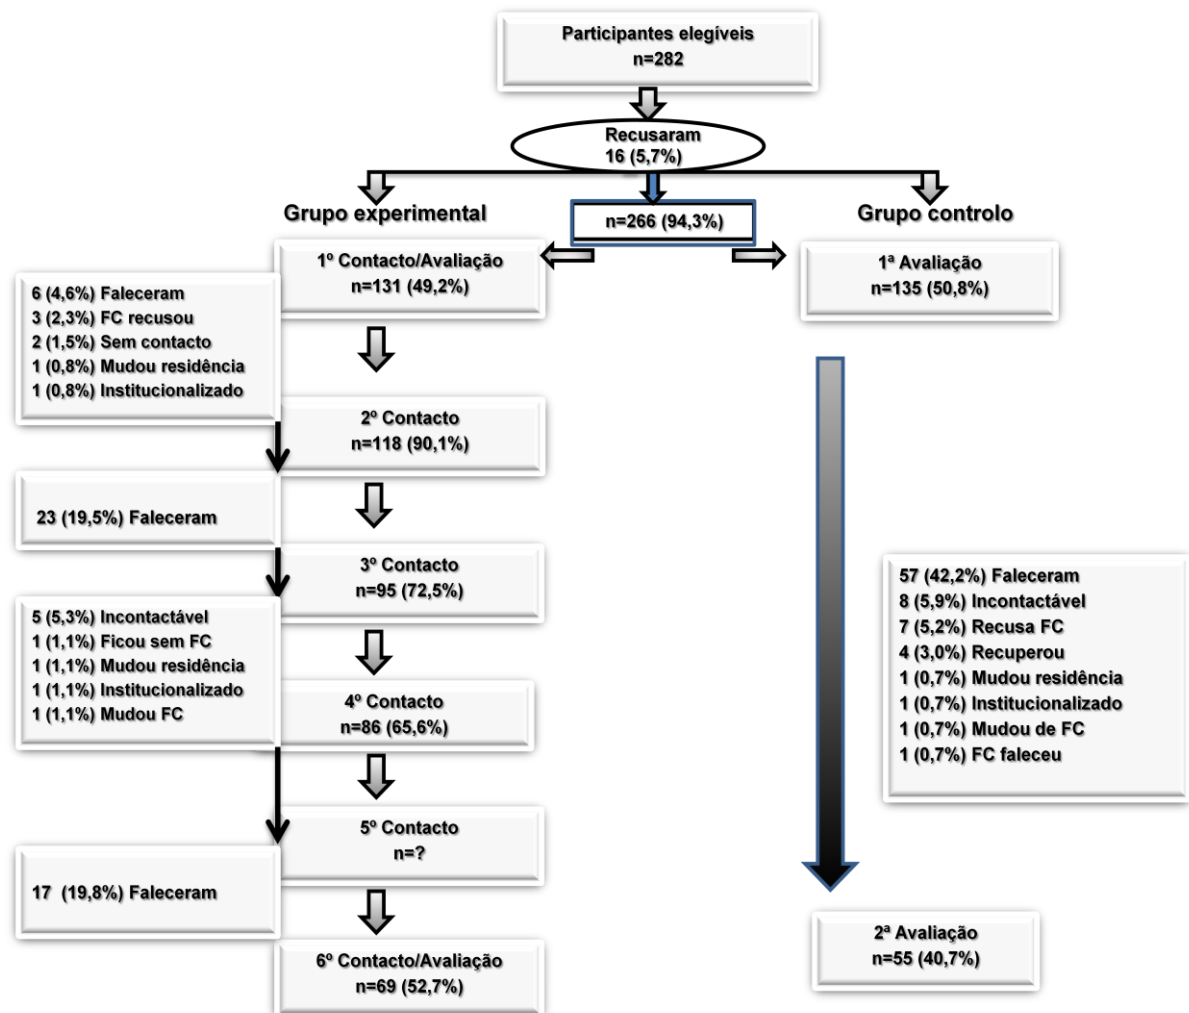 Participantes elegíveis
n=282
Recusaram
16 (5,7%)
n=266 (94,3%)
Grupo experimental
1º Contacto/Avaliação
n=131 (49,2%)
6 (4,6%) Faleceram
3 (2,3%) FC recusou
2 (1,5%) Sem contacto
1 (0,8%) Mudou residência
1 (0,8%) Institucionalizado
2º Contacto
n=118 (90,1%)
23 (19,5%) Faleceram
3º Contacto
n=95 (72,5%)
5 (5,3%) Incontactável
1 (1,1%) Ficou sem FC
1 (1,1%) Mudou residência
1 (1,1%) Institucionalizado
1 (1,1%) Mudou FC
4º Contacto
n=86 (65,6%)
5º Contacto
n=?
17 (19,8%) Faleceram
6º Contacto/Avaliação
n=69 (52,7%)
Grupo controlo
1ª Avaliação
n=135 (50,8%)
57 (42,2%) Faleceram
8 (5,9%) Incontactável
7 (5,2%) Recusa FC
4 (3,0%) Recuperou
1 (0,7%) Mudou residência
1 (0,7%) Institucionalizado
1 (0,7%) Mudou de FC
1 (0,7%) FC faleceu
2ª Avaliação
n=55 (40,7%)